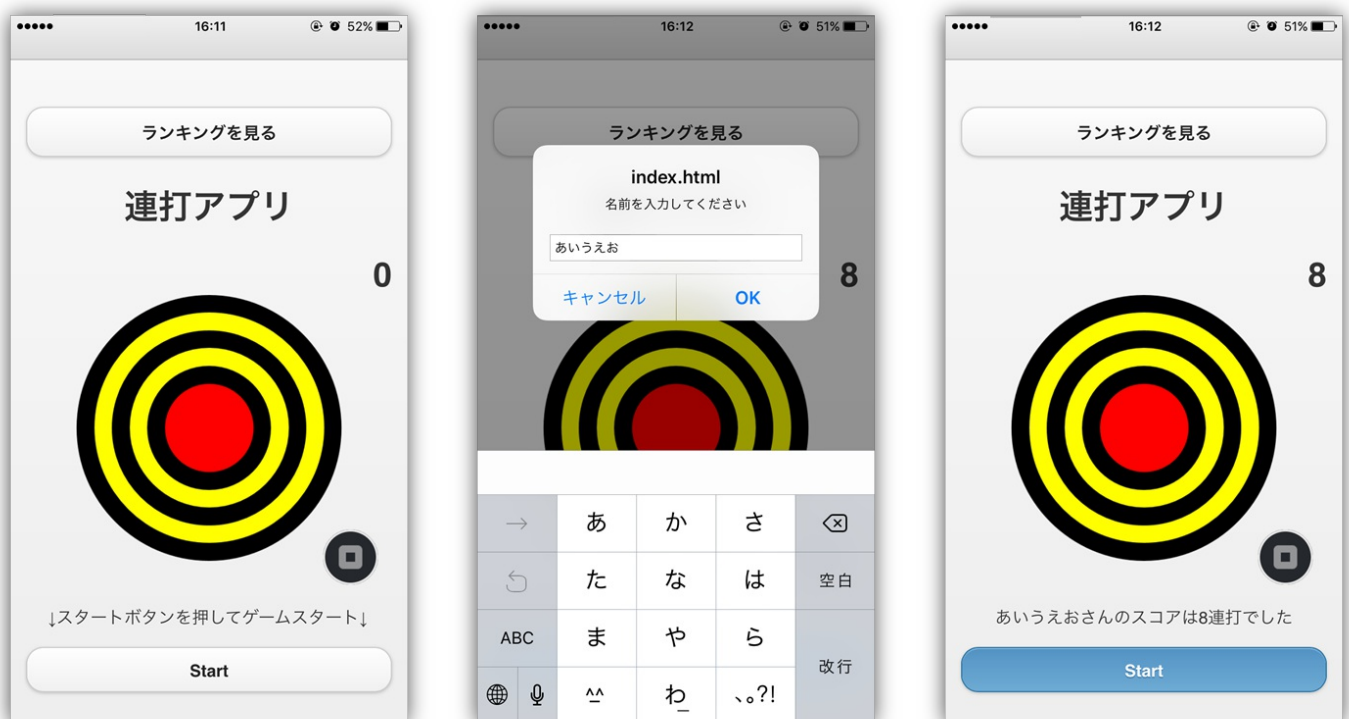 16:11
52%
ランキングを見る
連打アプリ
0
↓スタートボタンを押してゲームスタート↓
Start
16:12
51%
ランキングを見る
index.html
名前を入力してください
あいうえお
キャンセル
OK
8
→
あ
か
さ
た
な
は
空白
ABC
ま
や
ら
改行
^^
わ
、。?!
16:12
51%
ランキングを見る
連打アプリ
8
あいうえおさんのスコアは8連打でした
Start